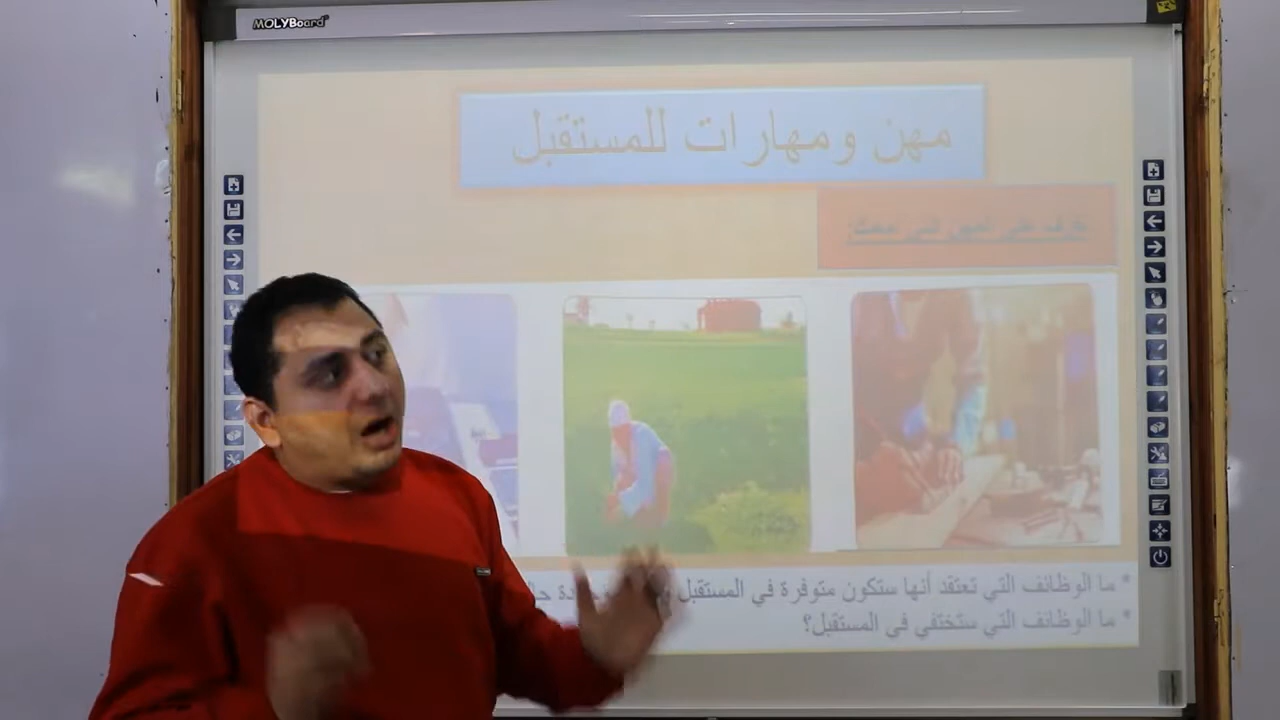 MOLYBoard
مهن ومهارات للمستقبل
* ما الوظائف التي تعتقد أنها ستكون متوفرة في المستقبل
* ما الوظائف التي ستختفي في المستقبل؟